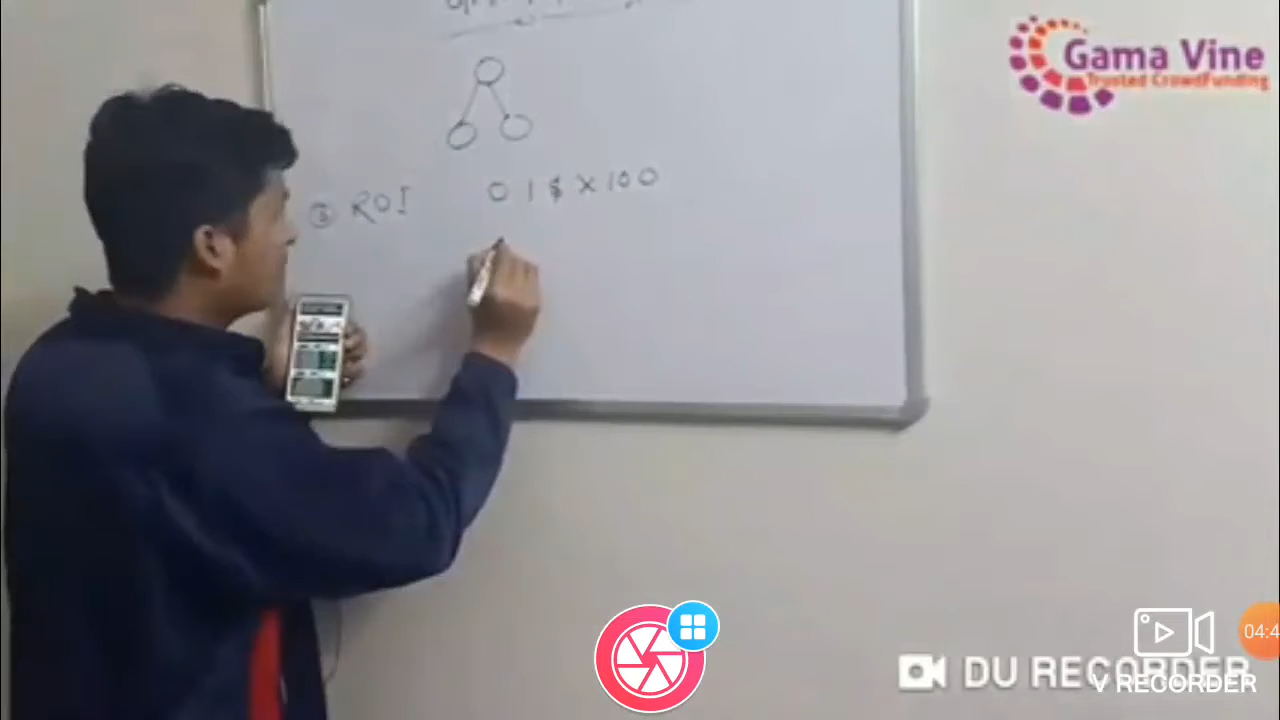 Gama Vine
Trusted CrowdFunding
③ ROI 0 1 $ X 100
04:4
DU RECORDER
V RECORDER